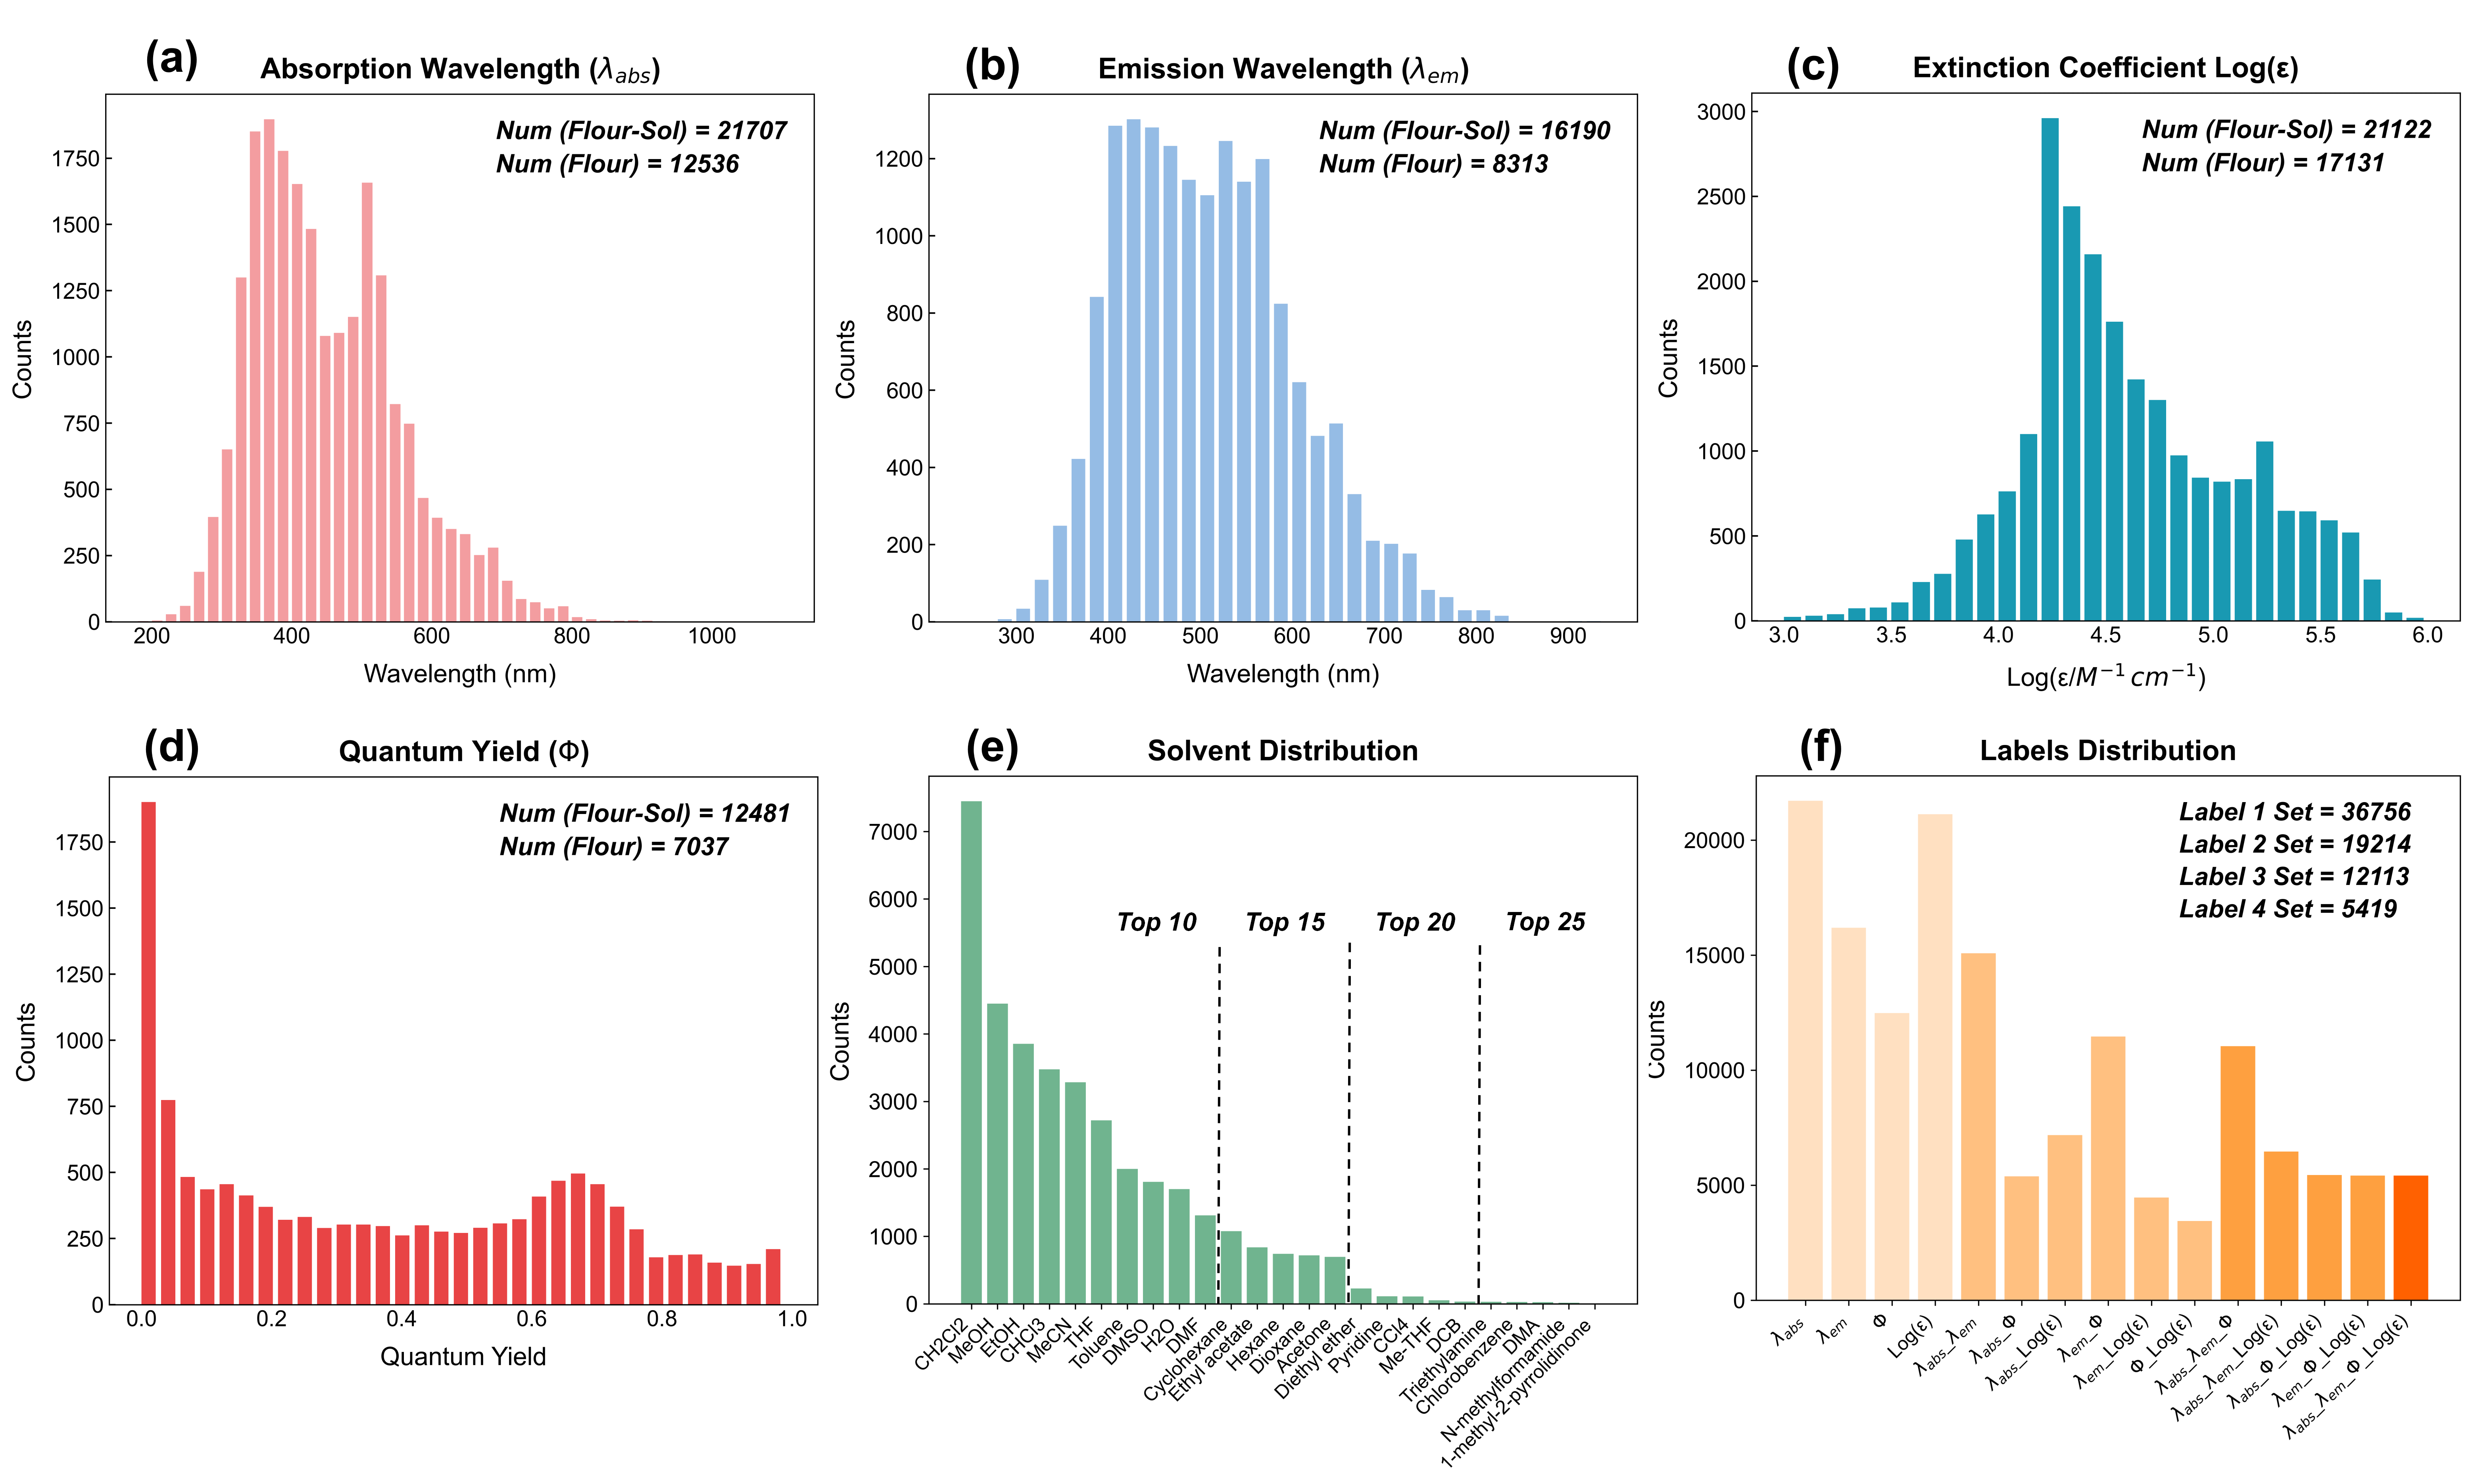 (a)
Absorption Wavelength (λabs)
Num (Flour-Sol) = 21707
Num (Flour) = 12536
Counts
1750
1500
1250
1000
750
500
250
0
200 400 600 800 1000
Wavelength (nm)
(b)
Emission Wavelength (λem)
Num (Flour-Sol) = 16190
Num (Flour) = 8313
Counts
1200
1000
800
600
400
200
0
300 400 500 600 700 800 900
Wavelength (nm)
(c)
Extinction Coefficient Log(ε)
Num (Flour-Sol) = 21122
Num (Flour) = 17131
Counts
3000
2500
2000
1500
1000
500
0
3.0 3.5 4.0 4.5 5.0 5.5 6.0
Log(ε/M⁻¹ cm⁻¹)
(d)
Quantum Yield (Φ)
Num (Flour-Sol) = 12481
Num (Flour) = 7037
Counts
1750
1500
1250
1000
750
500
250
0
0.0 0.2 0.4 0.6 0.8 1.0
Quantum Yield
(e)
Solvent Distribution
Top 10 Top 15 Top 20 Top 25
Counts
7000
6000
5000
4000
3000
2000
1000
0
CH2Cl2
MeOH
EtOH
CHCl3
MeCN
THF
Toluene
DMSO
H2O
DMF
Cyclohexane
Ethyl acetate
Hexane
Dioxane
Acetone
Diethyl ether
Pyridine
CCl4
Me-THF
DCB
Triethylamine
Chlorobenzene
DMA
N-methylformamide
1-methyl-2-pyrrolidinone
(f)
Labels Distribution
Label 1 Set = 36756
Label 2 Set = 19214
Label 3 Set = 12113
Label 4 Set = 5419
Counts
20000
15000
10000
5000
0
λabs
λem
Φ
Log(ε)
λabs_λem
λabs_Φ
λabs_Log(ε)
λem_Φ
λem_Log(ε)
Φ_Log(ε)
λabs_λem_Φ
λabs_λem_Log(ε)
λabs_Φ_Log(ε)
λem_Φ_Log(ε)
λabs_λem_Φ_Log(ε)